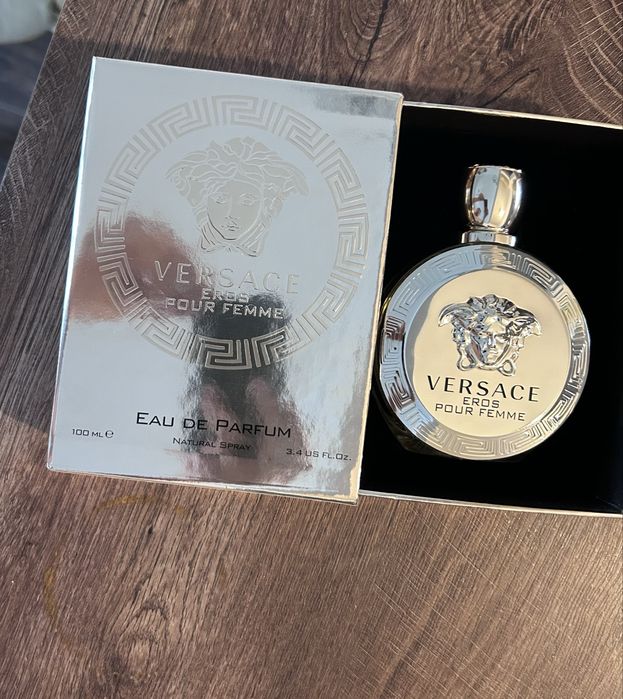 VERSACE
EROS
POUR FEMME
EAU DE PARFUM
100 ML e
NATURAL SPRAY
3.4 US FL.OZ.
VERSACE
EROS
POUR FEMME